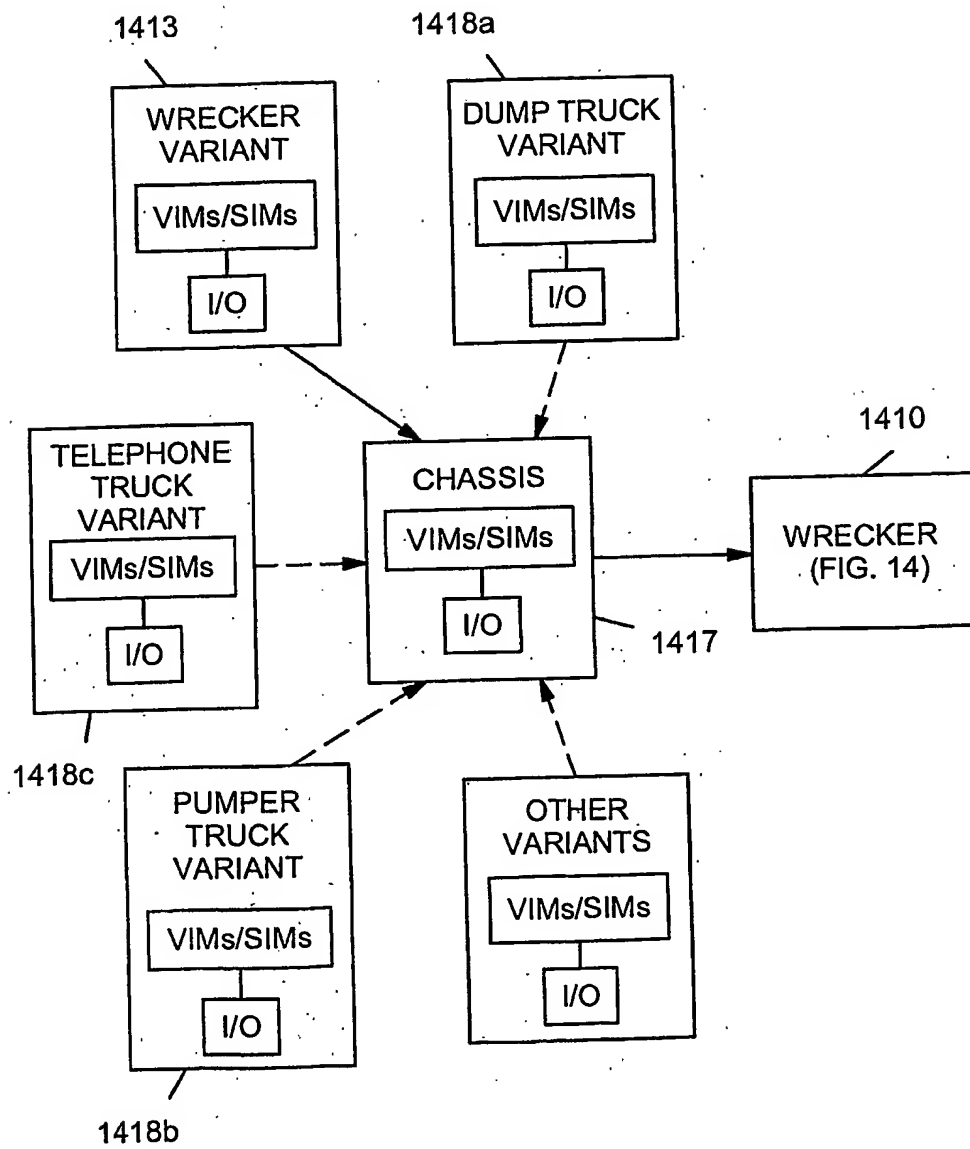 1413
1418a
WRECKER
VARIANT
VIMs/SIMs
I/O
DUMP TRUCK
VARIANT
VIMs/SIMs
I/O
TELEPHONE
TRUCK
VARIANT
VIMs/SIMs
I/O
1418c
CHASSIS
VIMs/SIMs
I/O
1417
1410
WRECKER
(FIG. 14)
PUMPER
TRUCK
VARIANT
VIMs/SIMs
I/O
1418b
OTHER
VARIANTS
VIMs/SIMs
I/O